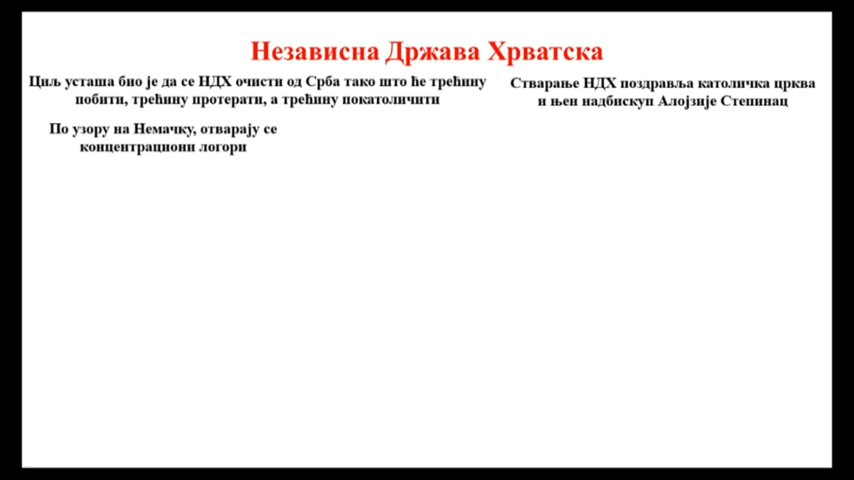 Независна Држава Хрватска
Циљ усташа био је да се НДХ очисти од Срба тако што ће трећину
побити, трећину протерати, а трећину покатоличити
Стварање НДХ поздравља католичка црква
и њен надбискуп Алојзије Степинац
По узору на Немачку, отварају се
концентрациони логори